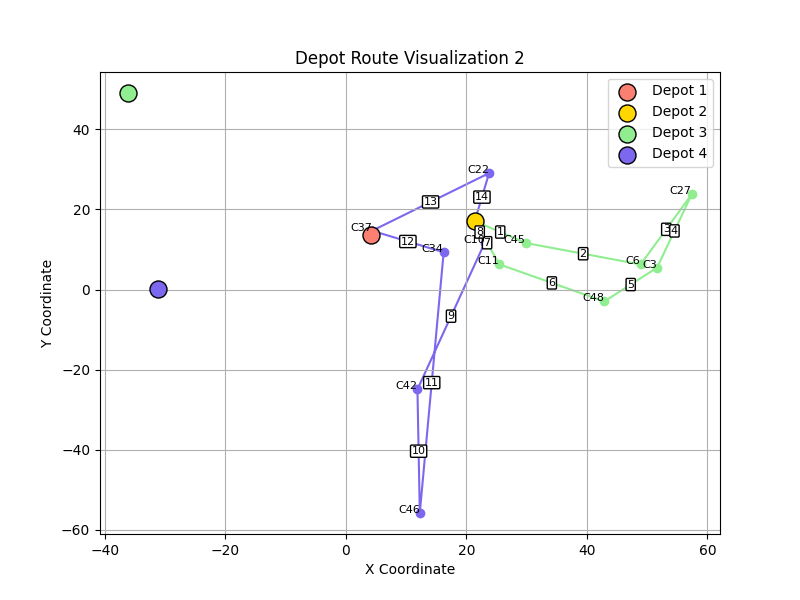 Depot Route Visualization 2
Depot 1
Depot 2
Depot 3
Depot 4
Y Coordinate
40
20
0
−20
−40
−60
C22
14
13
C27
C37
12
C34
8
1
7
C45
2
C11
C6
C3
3
4
6
C48
5
9
C42
11
10
C46
−40
−20
0
20
40
60
X Coordinate